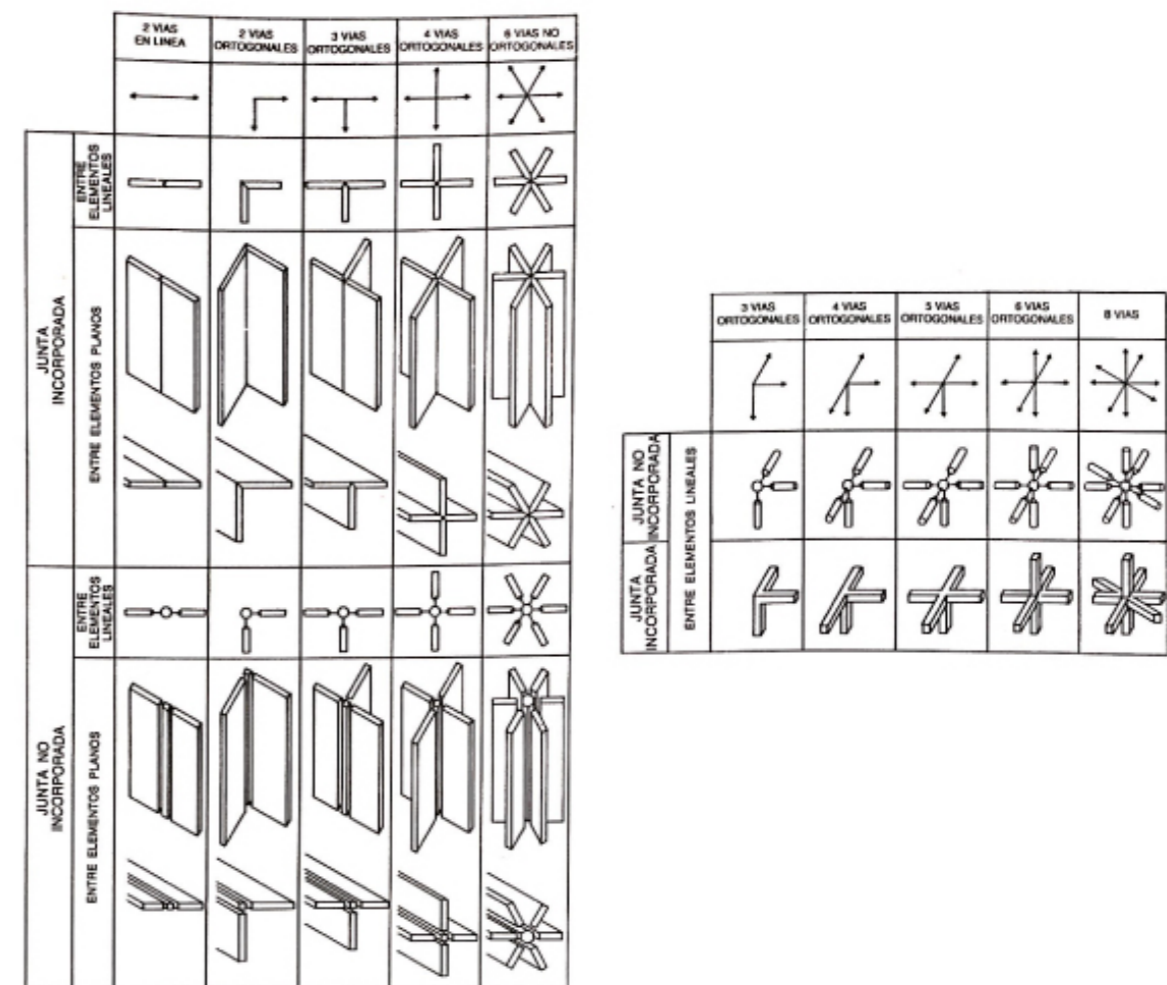 2 VIAS
EN LINEA
2 VIAS
ORTOGONALES
3 VIAS
ORTOGONALES
4 VIAS
ORTOGONALES
6 VIAS NO
ORTOGONALES
JUNTA
INCORPORADA
ENTRE
ELEMENTOS
LINEALES
ENTRE ELEMENTOS PLANOS
JUNTA NO
INCORPORADA
ENTRE
ELEMENTOS
LINEALES
ENTRE ELEMENTOS PLANOS
3 VIAS
ORTOGONALES
4 VIAS
ORTOGONALES
5 VIAS
ORTOGONALES
6 VIAS
ORTOGONALES
8 VIAS
JUNTA NO
INCORPORADA
JUNTA
INCORPORADA
ENTRE ELEMENTOS LINEALES